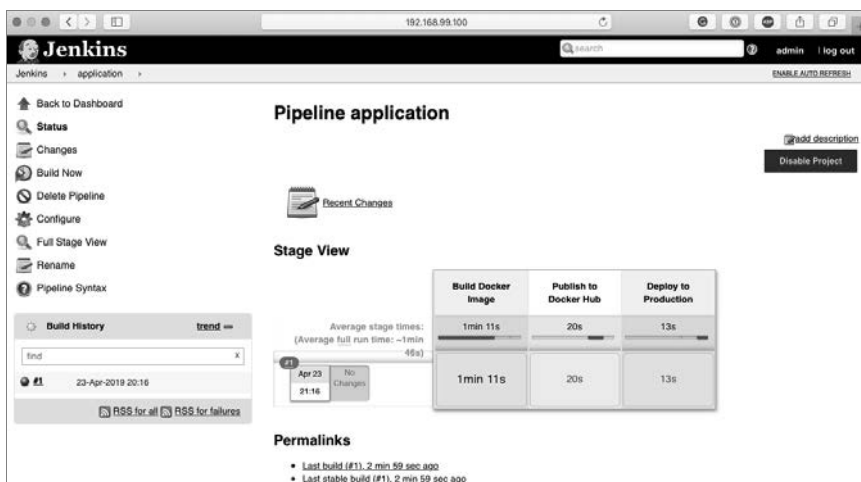 192.168.99.100
Jenkins
search
admin
log out
Jenkins
application
ENABLE AUTO REFRESH
Back to Dashboard
Status
Changes
Build Now
Delete Pipeline
Configure
Full Stage View
Rename
Pipeline Syntax
Build History
trend
find
x
#1
23-Apr-2019 20:16
RSS for all
RSS for failures
Pipeline application
add description
Disable Project
Recent Changes
Stage View
Build Docker
Image
Publish to
Docker Hub
Deploy to
Production
Average stage times:
(Average full run time: ~1min
46s)
1min 11s
20s
13s
#1
Apr 23
21:16
No
Changes
1min 11s
20s
13s
Permalinks
Last build (#1), 2 min 59 sec ago
Last stable build (#1), 2 min 59 sec ago